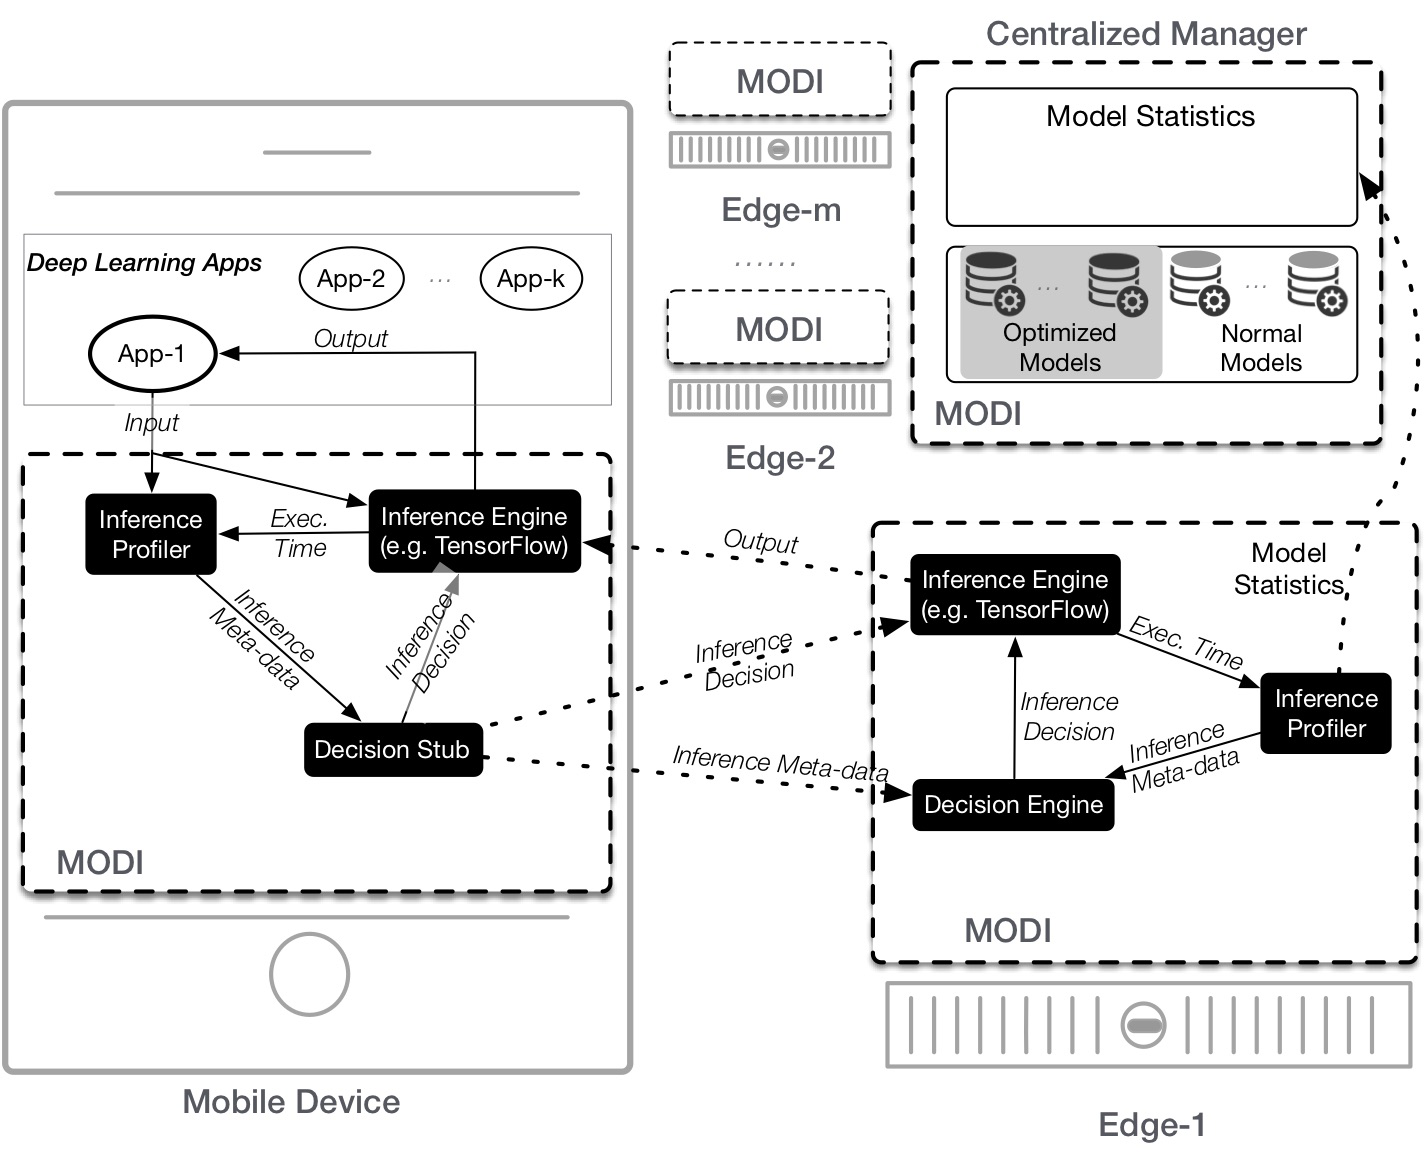 Centralized Manager
MODI
Model Statistics
Edge-m
......
Deep Learning Apps
App-2
...
App-k
...
...
MODI
Optimized
Models
Normal
Models
App-1
Output
MODI
Input
Edge-2
Inference
Profiler
Exec.
Time
Inference Engine
(e.g. TensorFlow)
Output
Model
Statistics
Inference Engine
(e.g. TensorFlow)
Inference
Meta-data
Inference
Decision
Inference
Decision
Exec. Time
Inference
Decision
Inference
Profiler
Decision Stub
Inference Meta-data
Inference
Meta-data
Decision Engine
MODI
MODI
Mobile Device
Edge-1